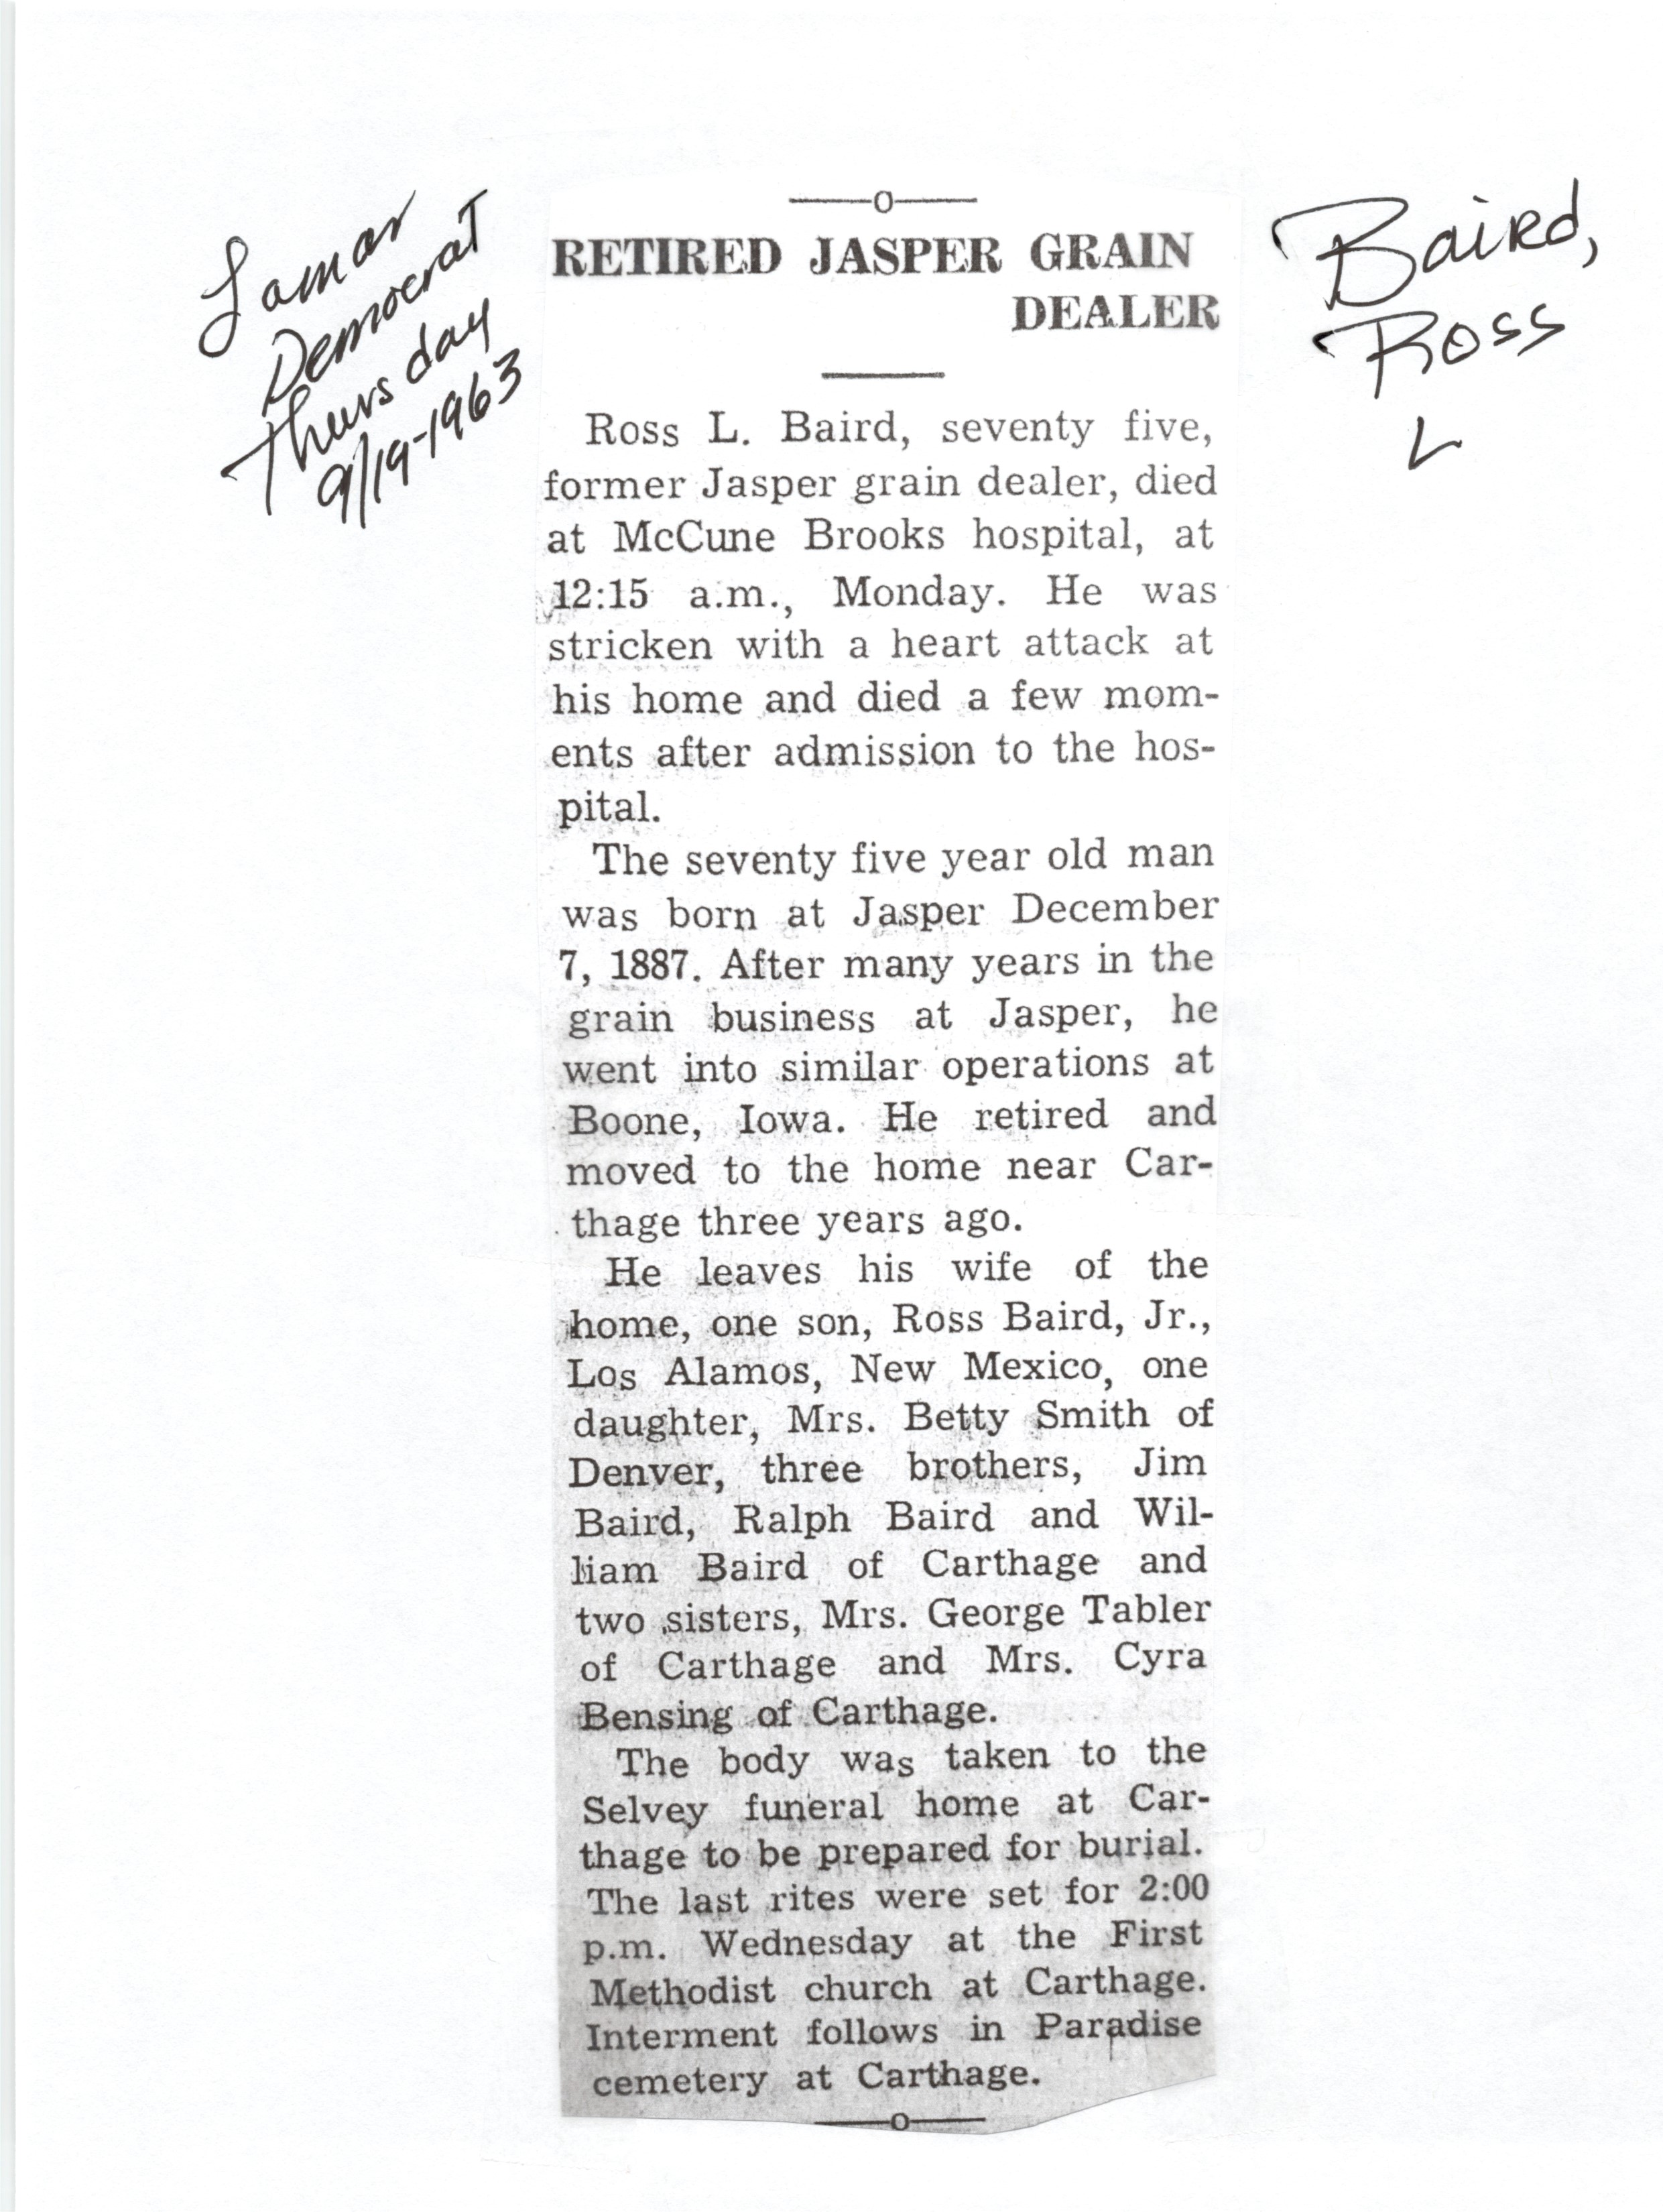 Lamar
Democrat
Thursday
9/19-1963
Baird,
Ross
L
—o—
RETIRED JASPER GRAIN
DEALER
Ross L. Baird, seventy five,
former Jasper grain dealer, died
at McCune Brooks hospital, at
12:15 a.m., Monday. He was
stricken with a heart attack at
his home and died a few mom-
ents after admission to the hos-
pital.
The seventy five year old man
was born at Jasper December
7, 1887. After many years in the
grain business at Jasper, he
went into similar operations at
Boone, Iowa. He retired and
moved to the home near Car-
thage three years ago.
He leaves his wife of the
home, one son, Ross Baird, Jr.,
Los Alamos, New Mexico, one
daughter, Mrs. Betty Smith of
Denver, three brothers, Jim
Baird, Ralph Baird and Wil-
liam Baird of Carthage and
two sisters, Mrs. George Tabler
of Carthage and Mrs. Cyra
Bensing of Carthage.
The body was taken to the
Selvey funeral home at Car-
thage to be prepared for burial.
The last rites were set for 2:00
p.m. Wednesday at the First
Methodist church at Carthage.
Interment follows in Paradise
cemetery at Carthage.
—o—